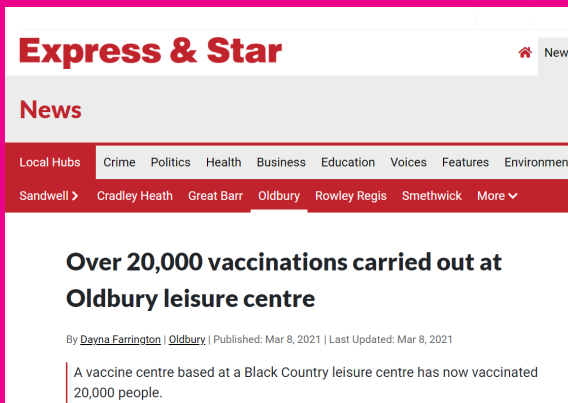 Express & Star
New
News
Local Hubs Crime Politics Health Business Education Voices Features Environmen
Sandwell Cradley Heath Great Barr Oldbury Rowley Regis Smethwick More
Over 20,000 vaccinations carried out at
Oldbury leisure centre
By Dayna Farrington | Oldbury | Published: Mar 8, 2021 | Last Updated: Mar 8, 2021
A vaccine centre based at a Black Country leisure centre has now vaccinated
20,000 people.